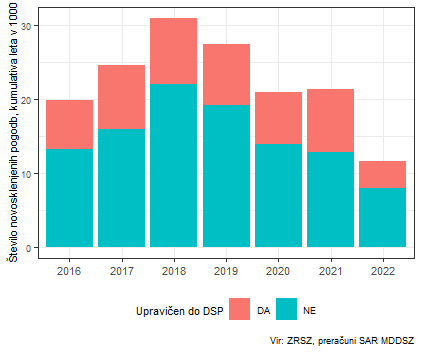 Število novosklenjenih pogodb, kumulativa leta v 1000
30
20
10
0
2016 2017 2018 2019 2020 2021 2022
Upravičen do DSP DA NE
Vir: ZRSZ, preračuni SAR MDDSZ